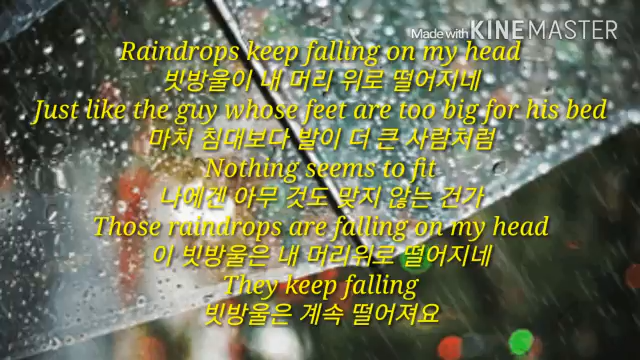 Made with KINEMASTER
Raindrops keep falling on my head
빗방울이 내 머리 위로 떨어지네
Just like the guy whose feet are too big for his bed
마치 침대보다 발이 더 큰 사람처럼
Nothing seems to fit
나에겐 아무 것도 맞지 않는 건가
Those raindrops are falling on my head
이 빗방울은 내 머리위로 떨어지네
They keep falling
빗방울은 계속 떨어져요